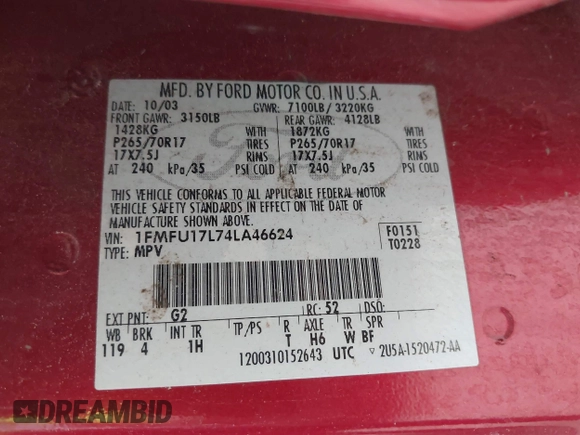 MFD. BY FORD MOTOR CO. IN U.S.A.
DATE: 10/03 GVWR: 7100LB/ 3220KG
FRONT GAWR: 3150LB REAR GAWR: 4128LB
1428KG WITH 1872KG WITH
P265/70R17 TIRES P265/70R17 TIRES
17X7.5J RIMS 17X7.5J RIMS
AT 240 kPa/35 PSI COLD AT 240 kPa/35 PSI COLD
THIS VEHICLE CONFORMS TO ALL APPLICABLE FEDERAL MOTOR
VEHICLE SAFETY STANDARDS IN EFFECT ON THE DATE OF
MANUFACTURE SHOWN ABOVE.
VIN: 1FMFU17L74LA46624 F0151
TYPE: MPV T0228
EXT PNT: G2 RC: 52 DSO:
WB BRK INT TR TP/PS R AXLE TR SPR
119 4 1H T H6 W BF
1200310152643 UTC ▽ 2U5A-1520472-AA
Ford
DREAMBID